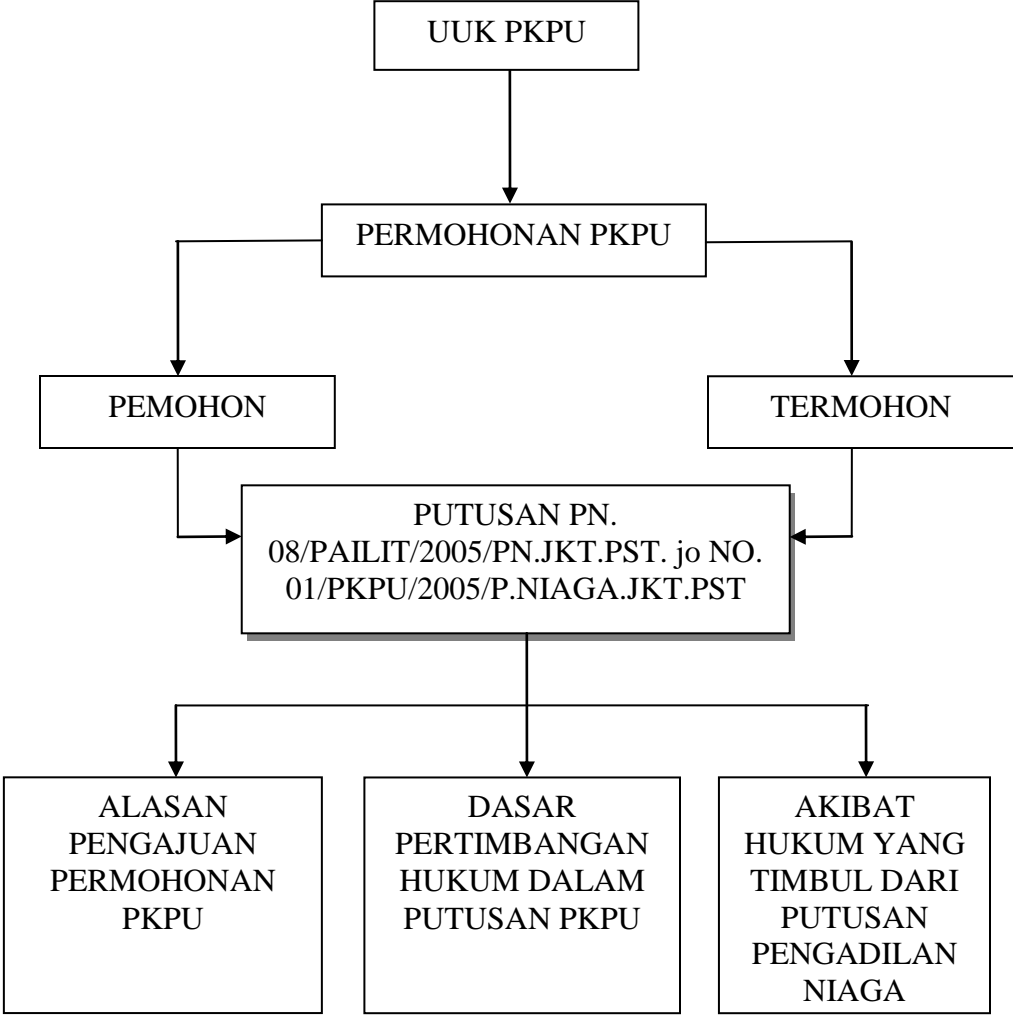 UUK PKPU
PERMOHONAN PKPU
PEMOHON
TERMOHON
PUTUSAN PN.
08/PAILIT/2005/PN.JKT.PST. jo NO.
01/PKPU/2005/P.NIAGA.JKT.PST
ALASAN
PENGAJUAN
PERMOHONAN
PKPU
DASAR
PERTIMBANGAN
HUKUM DALAM
PUTUSAN PKPU
AKIBAT
HUKUM YANG
TIMBUL DARI
PUTUSAN
PENGADILAN
NIAGA